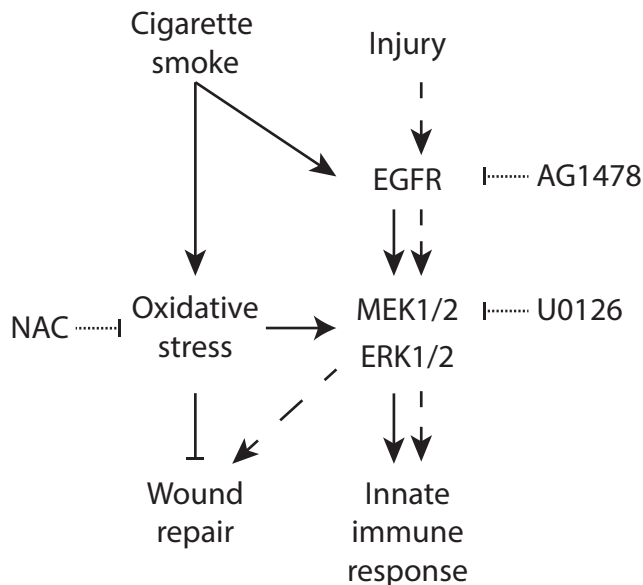 Cigarette
smoke
Injury
EGFR
AG1478
NAC
Oxidative
stress
MEK1/2
ERK1/2
U0126
Wound
repair
Innate
immune
response